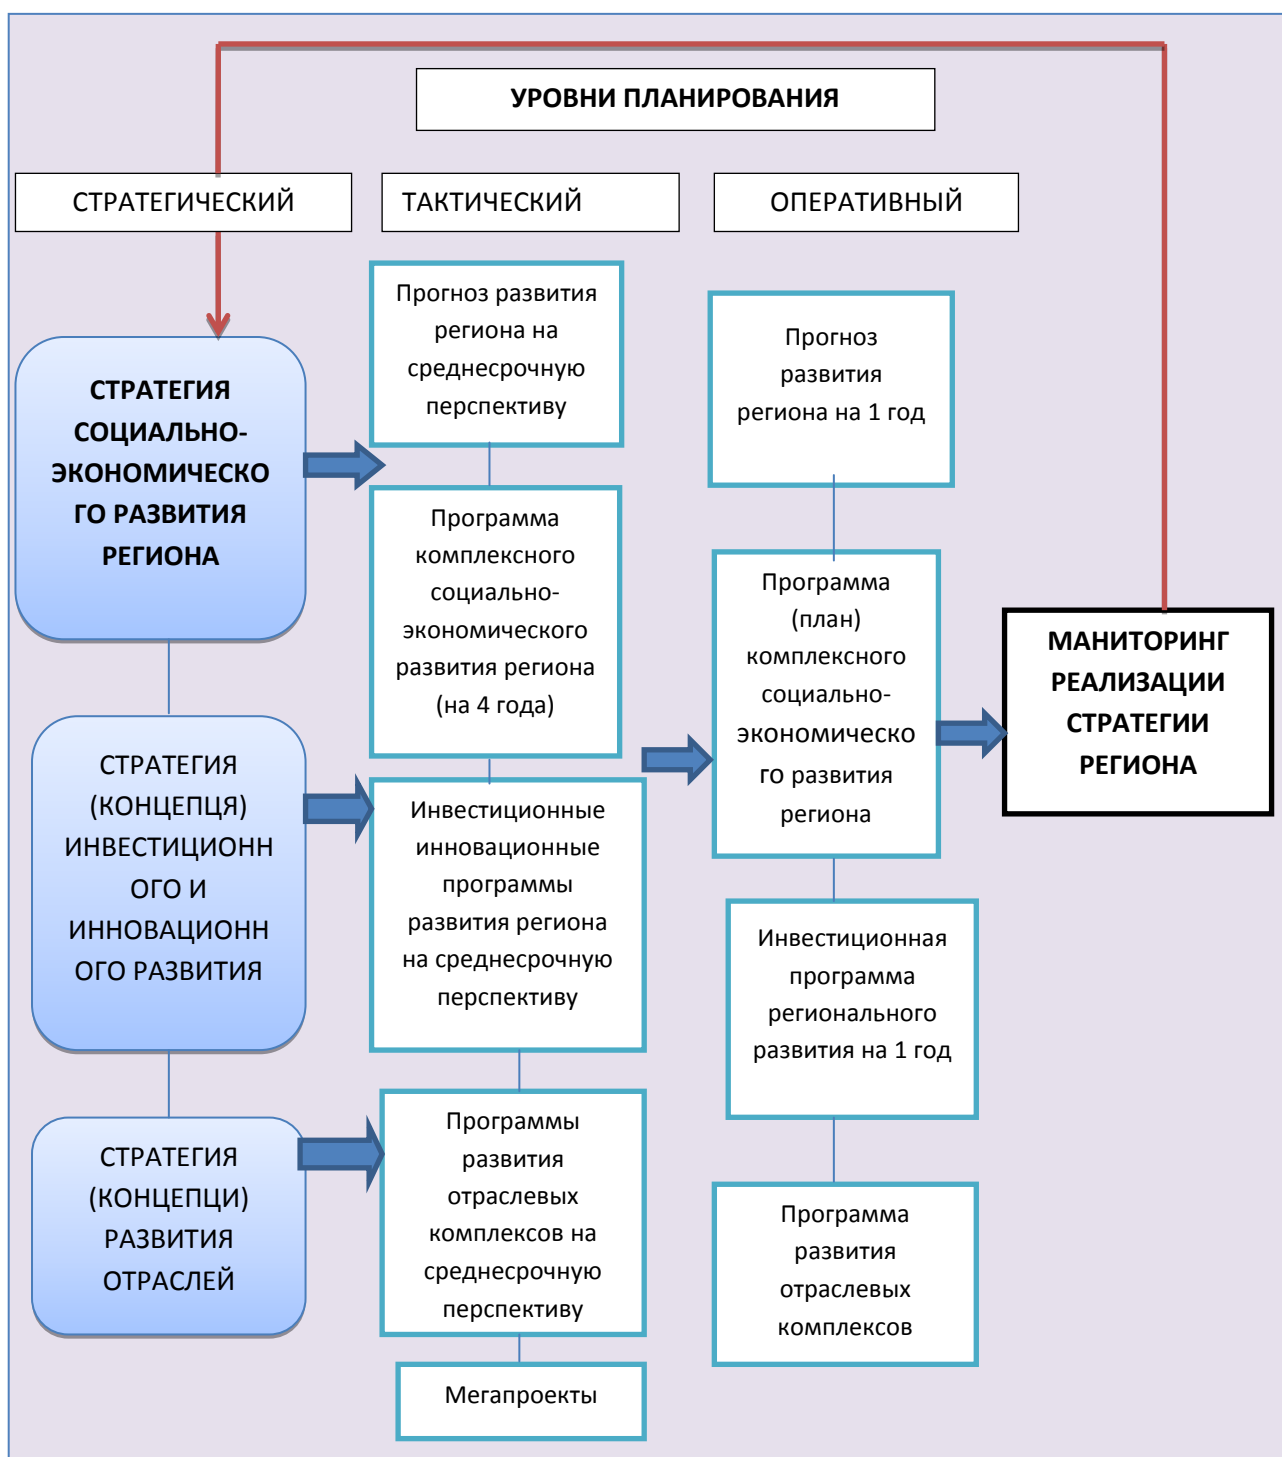 УРОВНИ ПЛАНИРОВАНИЯ
СТРАТЕГИЧЕСКИЙ
ТАКТИЧЕСКИЙ
ОПЕРАТИВНЫЙ
СТРАТЕГИЯ
СОЦИАЛЬНО-
ЭКОНОМИЧЕСКО
ГО РАЗВИТИЯ
РЕГИОНА
СТРАТЕГИЯ
(КОНЦЕПЦЯ)
ИНВЕСТИЦИОНН
ОГО И
ИННОВАЦИОНН
ОГО РАЗВИТИЯ
СТРАТЕГИЯ
(КОНЦЕПЦИ)
РАЗВИТИЯ
ОТРАСЛЕЙ
Прогноз развития
региона на
среднесрочную
перспективу
Программа
комплексного
социально-
экономического
развития региона
(на 4 года)
Инвестиционные
инновационные
программы
развития региона
на среднесрочную
перспективу
Программы
развития
отраслевых
комплексов на
среднесрочную
перспективу
Мегапроекты
Прогноз
развития
региона на 1 год
Программа
(план)
комплексного
социально-
экономическо
го развития
региона
Инвестиционная
программа
регионального
развития на 1 год
Программа
развития
отраслевых
комплексов
МАНИТОРИНГ
РЕАЛИЗАЦИИ
СТРАТЕГИИ
РЕГИОНА